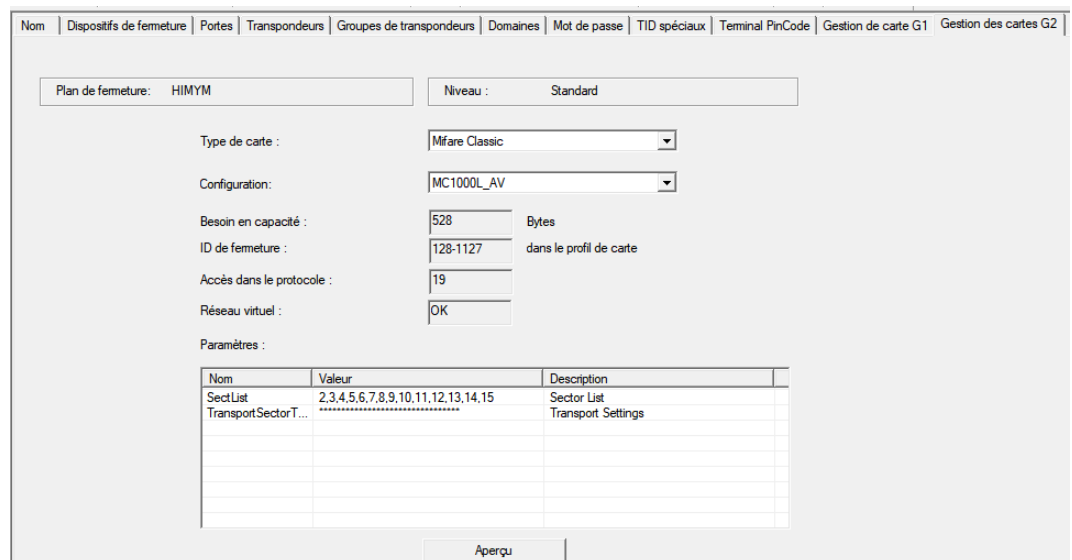 Nom Dispositifs de fermeture Portes Transpondeurs Groupes de transpondeurs Domaines Mot de passe TID spéciaux Terminal PinCode Gestion de carte G1 Gestion des cartes G2
Plan de fermeture: HIMYM Niveau : Standard
Type de carte : Mifare Classic
Configuration: MC1000L_AV
Besoin en capacité : 528 Bytes
ID de fermeture : 128-1127 dans le profil de carte
Accès dans le protocole : 19
Réseau virtuel : OK
Paramètres :
Nom Valeur Description
SectList 2,3,4,5,6,7,8,9,10,11,12,13,14,15 Sector List
TransportSectorT... ******************************** Transport Settings
Aperçu